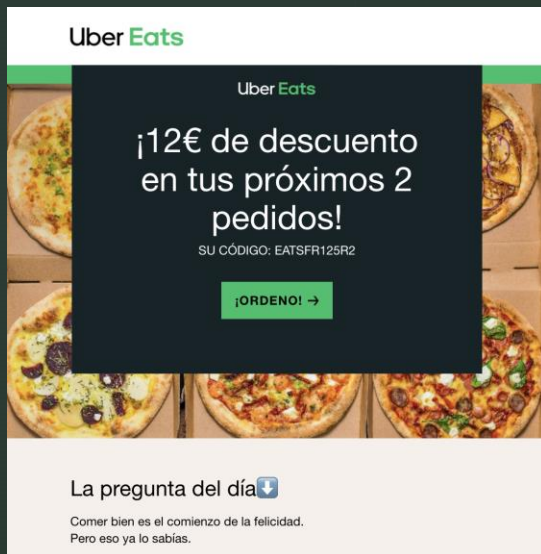 Uber Eats
Uber Eats
¡12€ de descuento
en tus próximos 2
pedidos!
SU CÓDIGO: EATSFR125R2
¡ORDENO! →
La pregunta del día⬇️
Comer bien es el comienzo de la felicidad.
Pero eso ya lo sabías.